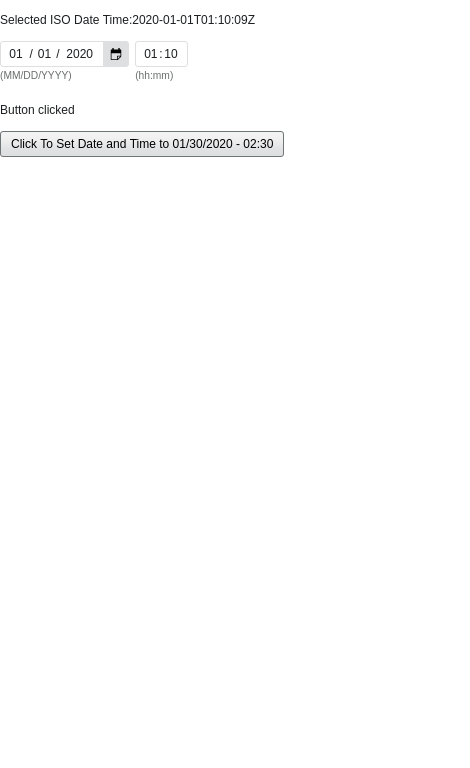 Selected ISO Date Time:2020-01-01T01:10:09Z
01 / 01 / 2020 01:10
(MM/DD/YYYY) (hh:mm)
Button clicked
Click To Set Date and Time to 01/30/2020 - 02:30